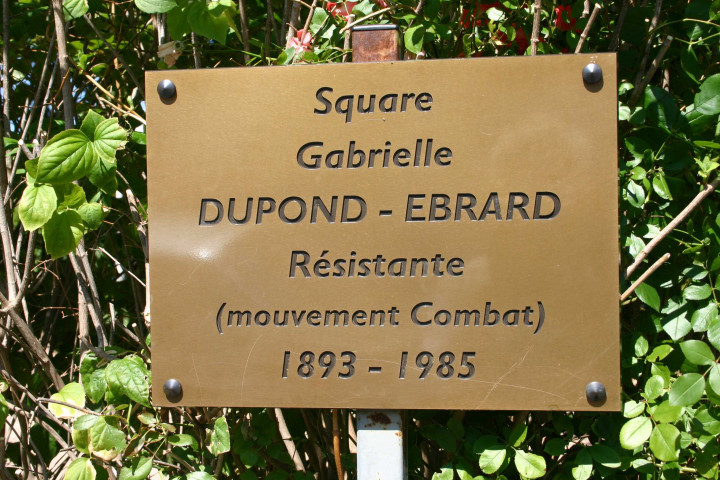 Square
Gabrielle
DUPOND - EBRARD
Résistante
(mouvement Combat)
1893 - 1985